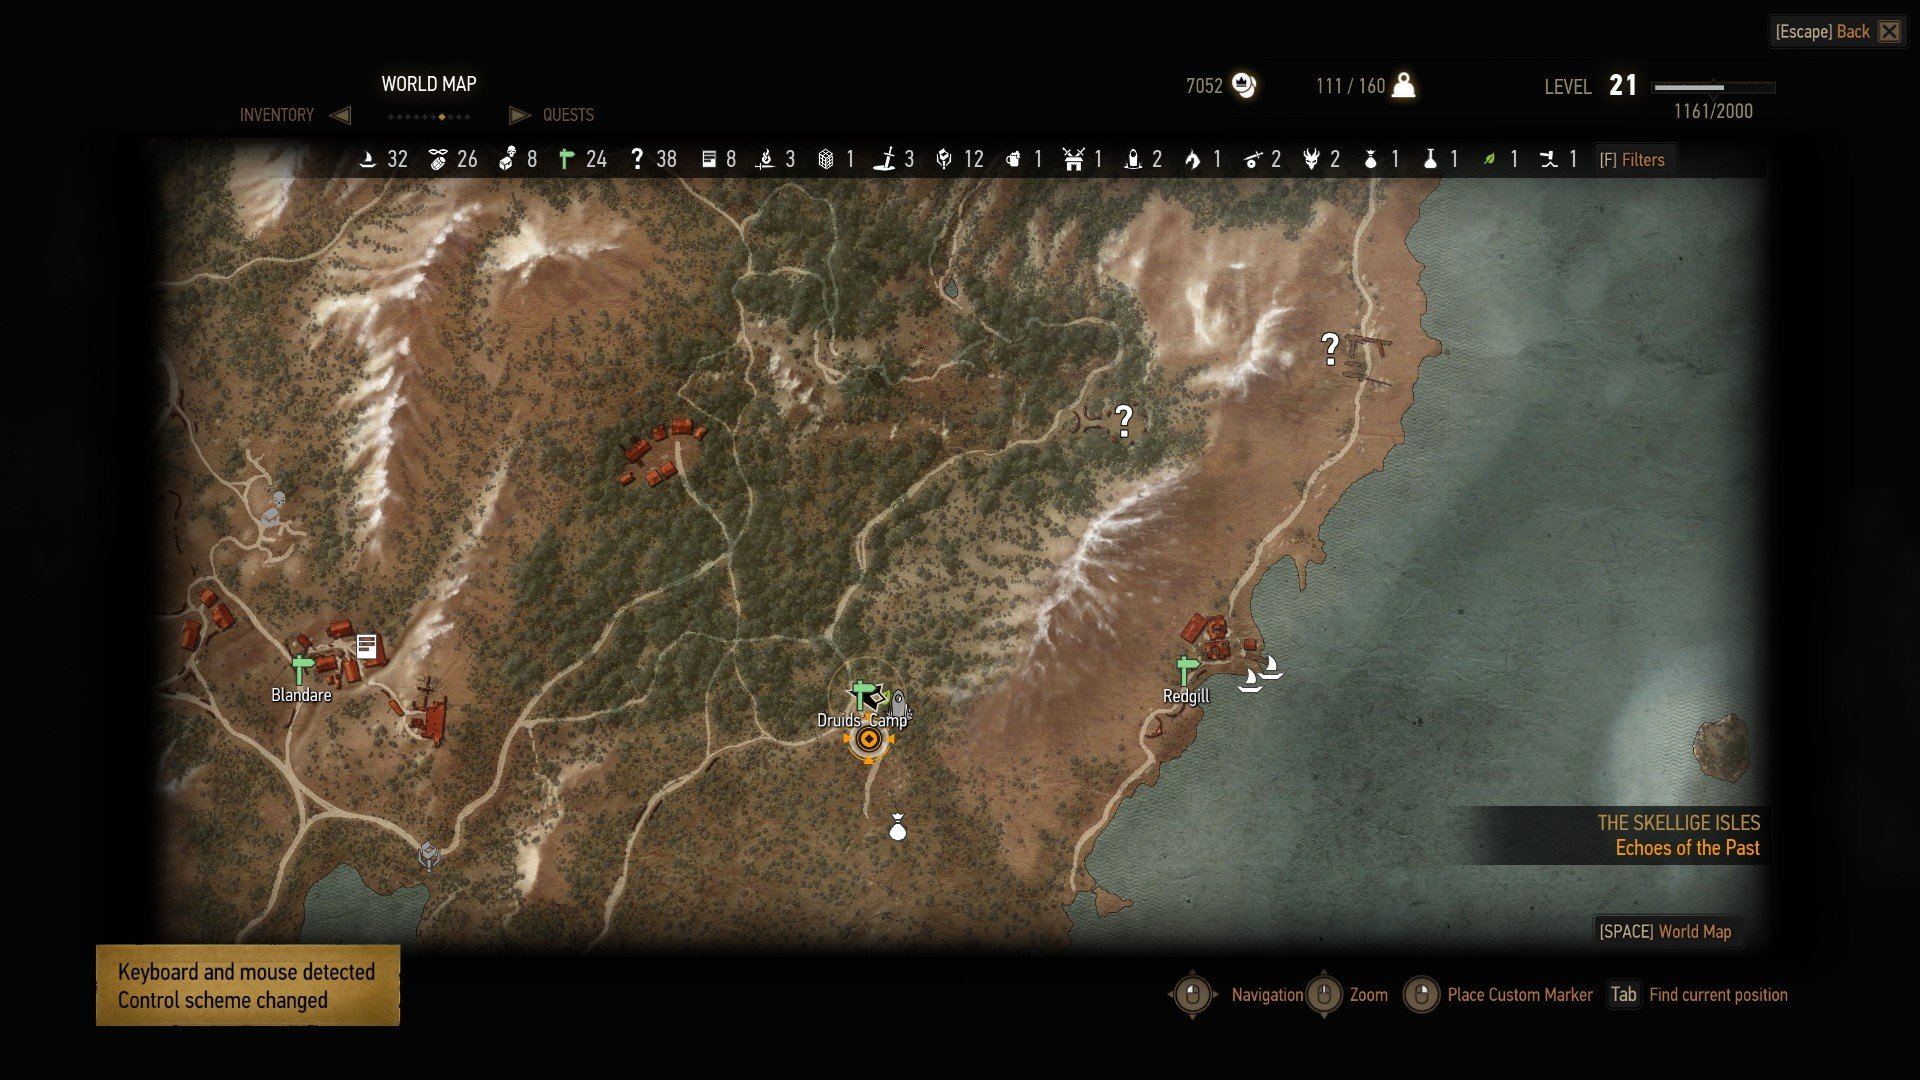 [Escape] Back
WORLD MAP
7052
111 / 160
LEVEL 21
1161/2000
INVENTORY
QUESTS
32 26 8 24 ? 38 8 3 1 3 12 1 1 2 1 2 2 1 1 1 1 [F] Filters
?
?
Blandare
Redgill
Druids_Camp
THE SKELLIGE ISLES
Echoes of the Past
[SPACE] World Map
Keyboard and mouse detected
Control scheme changed
Navigation Zoom Place Custom Marker Tab Find current position